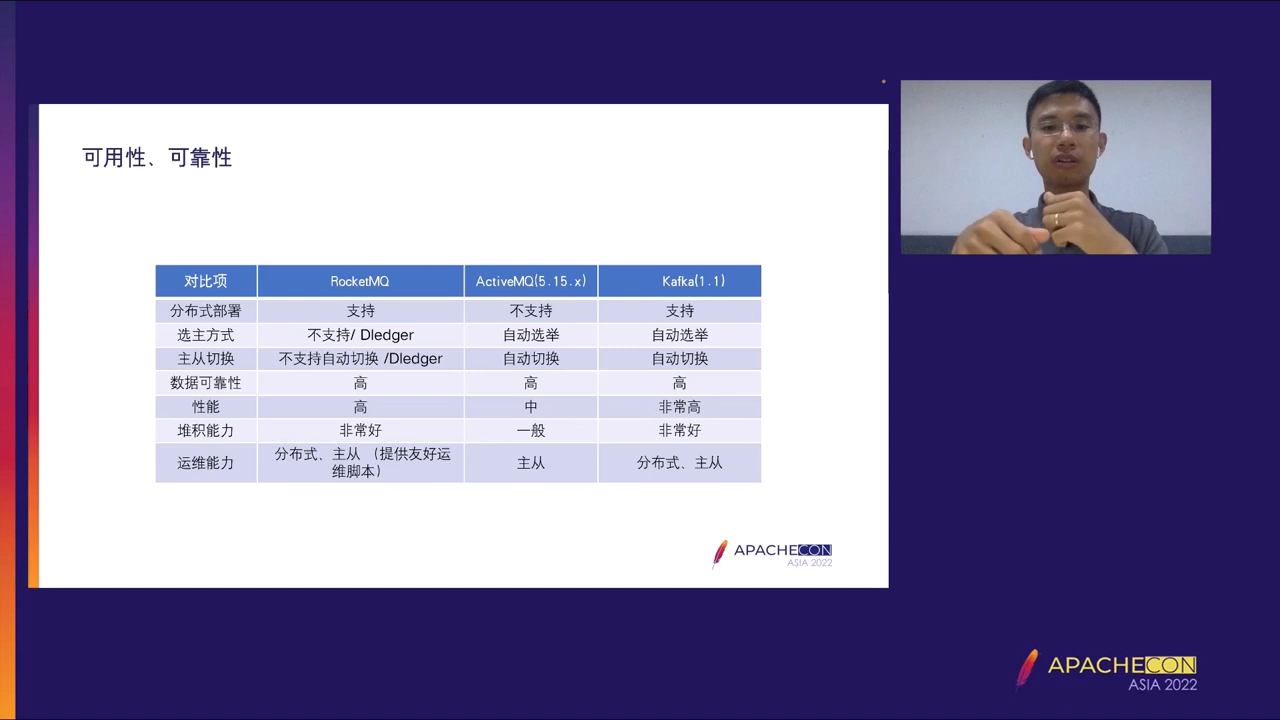 可用性、可靠性
对比项 RocketMQ ActiveMQ(5.15.x) Kafka(1.1)
分布式部署 支持 不支持 支持
选主方式 不支持/ Dledger 自动选举 自动选举
主从切换 不支持自动切换 /Dledger 自动切换 自动切换
数据可靠性 高 高 高
性能 高 中 非常高
堆积能力 非常好 一般 非常好
运维能力 分布式、主从 （提供友好运
维脚本） 主从 分布式、主从
APACHECON
ASIA 2022
APACHECON
ASIA 2022